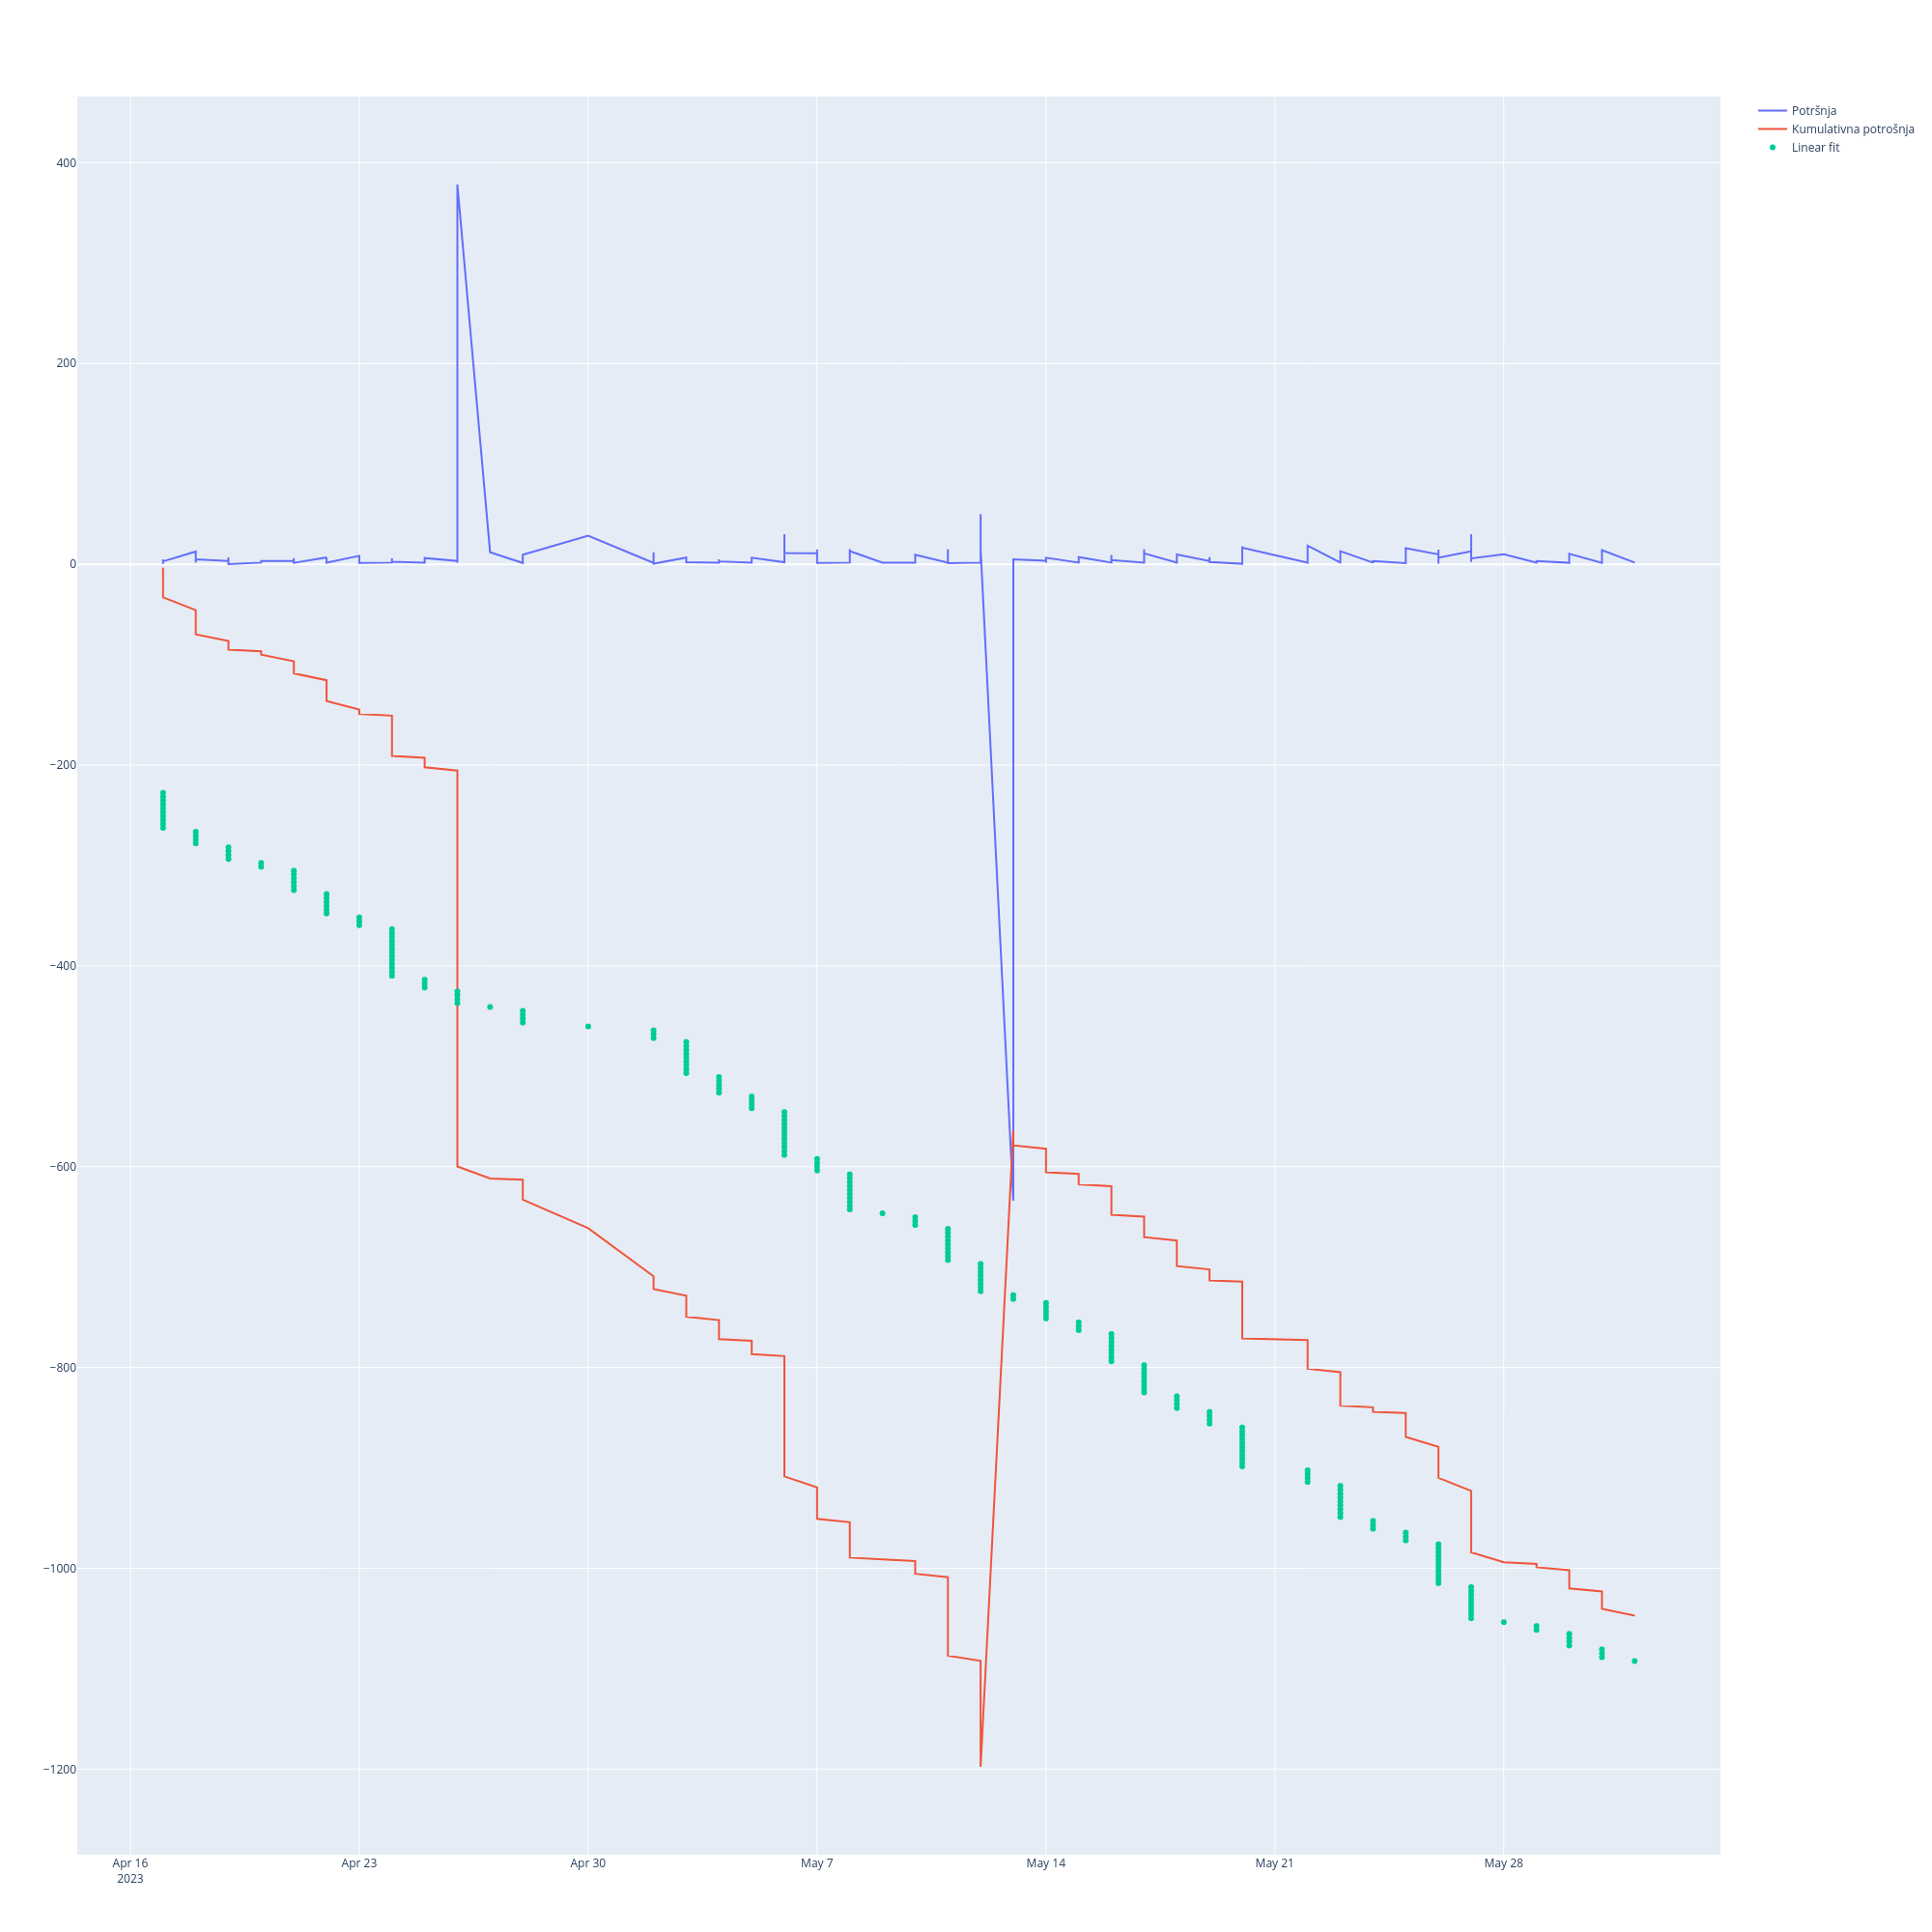 Potršnja
Kumulativna potrošnja
Linear fit
400
200
0
−200
−400
−600
−800
−1000
−1200
Apr 16
2023
Apr 23
Apr 30
May 7
May 14
May 21
May 28